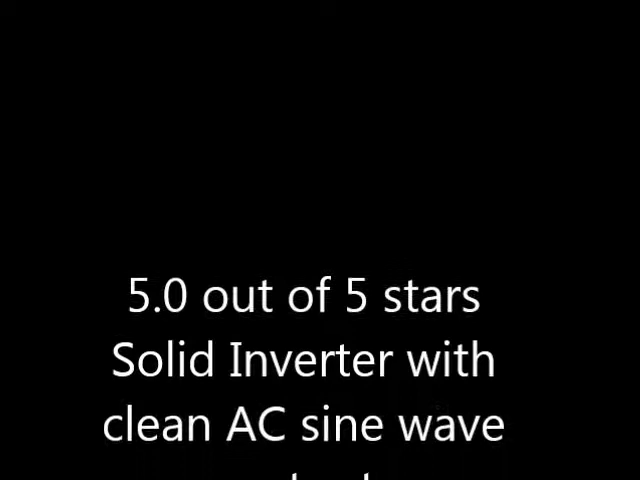 5.0 out of 5 stars
Solid Inverter with
clean AC sine wave